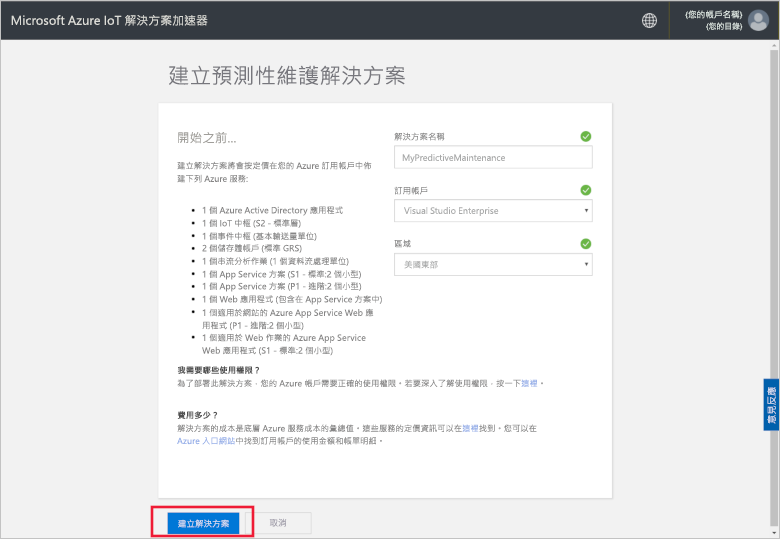 Microsoft Azure IoT 解決方案加速器
{您的帳戶名稱}
{您的目錄}
建立預測性維護解決方案
開始之前...
建立解決方案將會按定價在您的 Azure 訂用帳戶中佈
建下列 Azure 服務:
• 1 個 Azure Active Directory 應用程式
• 1 個 IoT 中樞 (S2 - 標準層)
• 1 個事件中樞 (基本輸送量單位)
• 2 個儲存體帳戶 (標準 GRS)
• 1 個串流分析作業 (1 個資料流處理單位)
• 1 個 App Service 方案 (S1 - 標準:2 個小型)
• 1 個 App Service 方案 (P1 - 進階:2 個小型)
• 1 個 Web 應用程式 (包含在 App Service 方案中)
• 1 個適用於網站的 Azure App Service Web 應
用程式 (P1 - 進階:2 個小型)
• 1 個適用於 Web 作業的 Azure App Service
Web 應用程式 (S1 - 標準:2 個小型)
解決方案名稱
MyPredictiveMaintenance
訂用帳戶
Visual Studio Enterprise
區域
美國東部
我需要哪些使用權限？
為了部署此解決方案，您的 Azure 帳戶需要正確的使用權限。若要深入了解使用權限，按一下這裡。
費用多少？
解決方案的成本是底層 Azure 服務成本的彙總值。這些服務的定價資訊可以在這裡找到。您可以在
Azure 入口網站中找到訂用帳戶的使用金額和帳單明細。
意見反應
建立解決方案
取消